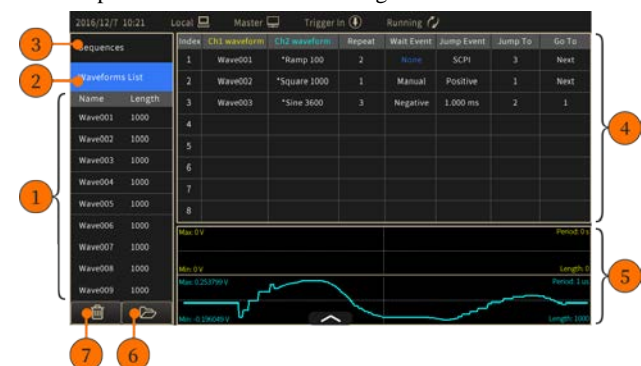 2016/12/7 10:21 Local Master Trigger In Running
3 Sequences
2 Waveforms List
Name Length
Wave001 1000
Wave002 1000
Wave003 1000
Wave004 1000
1 Wave005 1000
Wave006 1000
Wave007 1000
Wave008 1000
Wave009 1000
7 6
Index Ch1 waveform Ch2 waveform Repeat Wait Event Jump Event Jump To Go To
1 Wave001 *Ramp 100 2 None SCPI 3 Next
2 Wave002 *Square 1000 1 Manual Positive 1 Next
3 Wave003 *Sine 3600 3 Negative 1.000 ms 2 1
4
5
6
7
8
4
Max: 0 V Period: 0 s
Min: 0 V Length: 0
Max: 0.253799 V Period: 1 us
Min: -0.196049 V Length: 1000
5